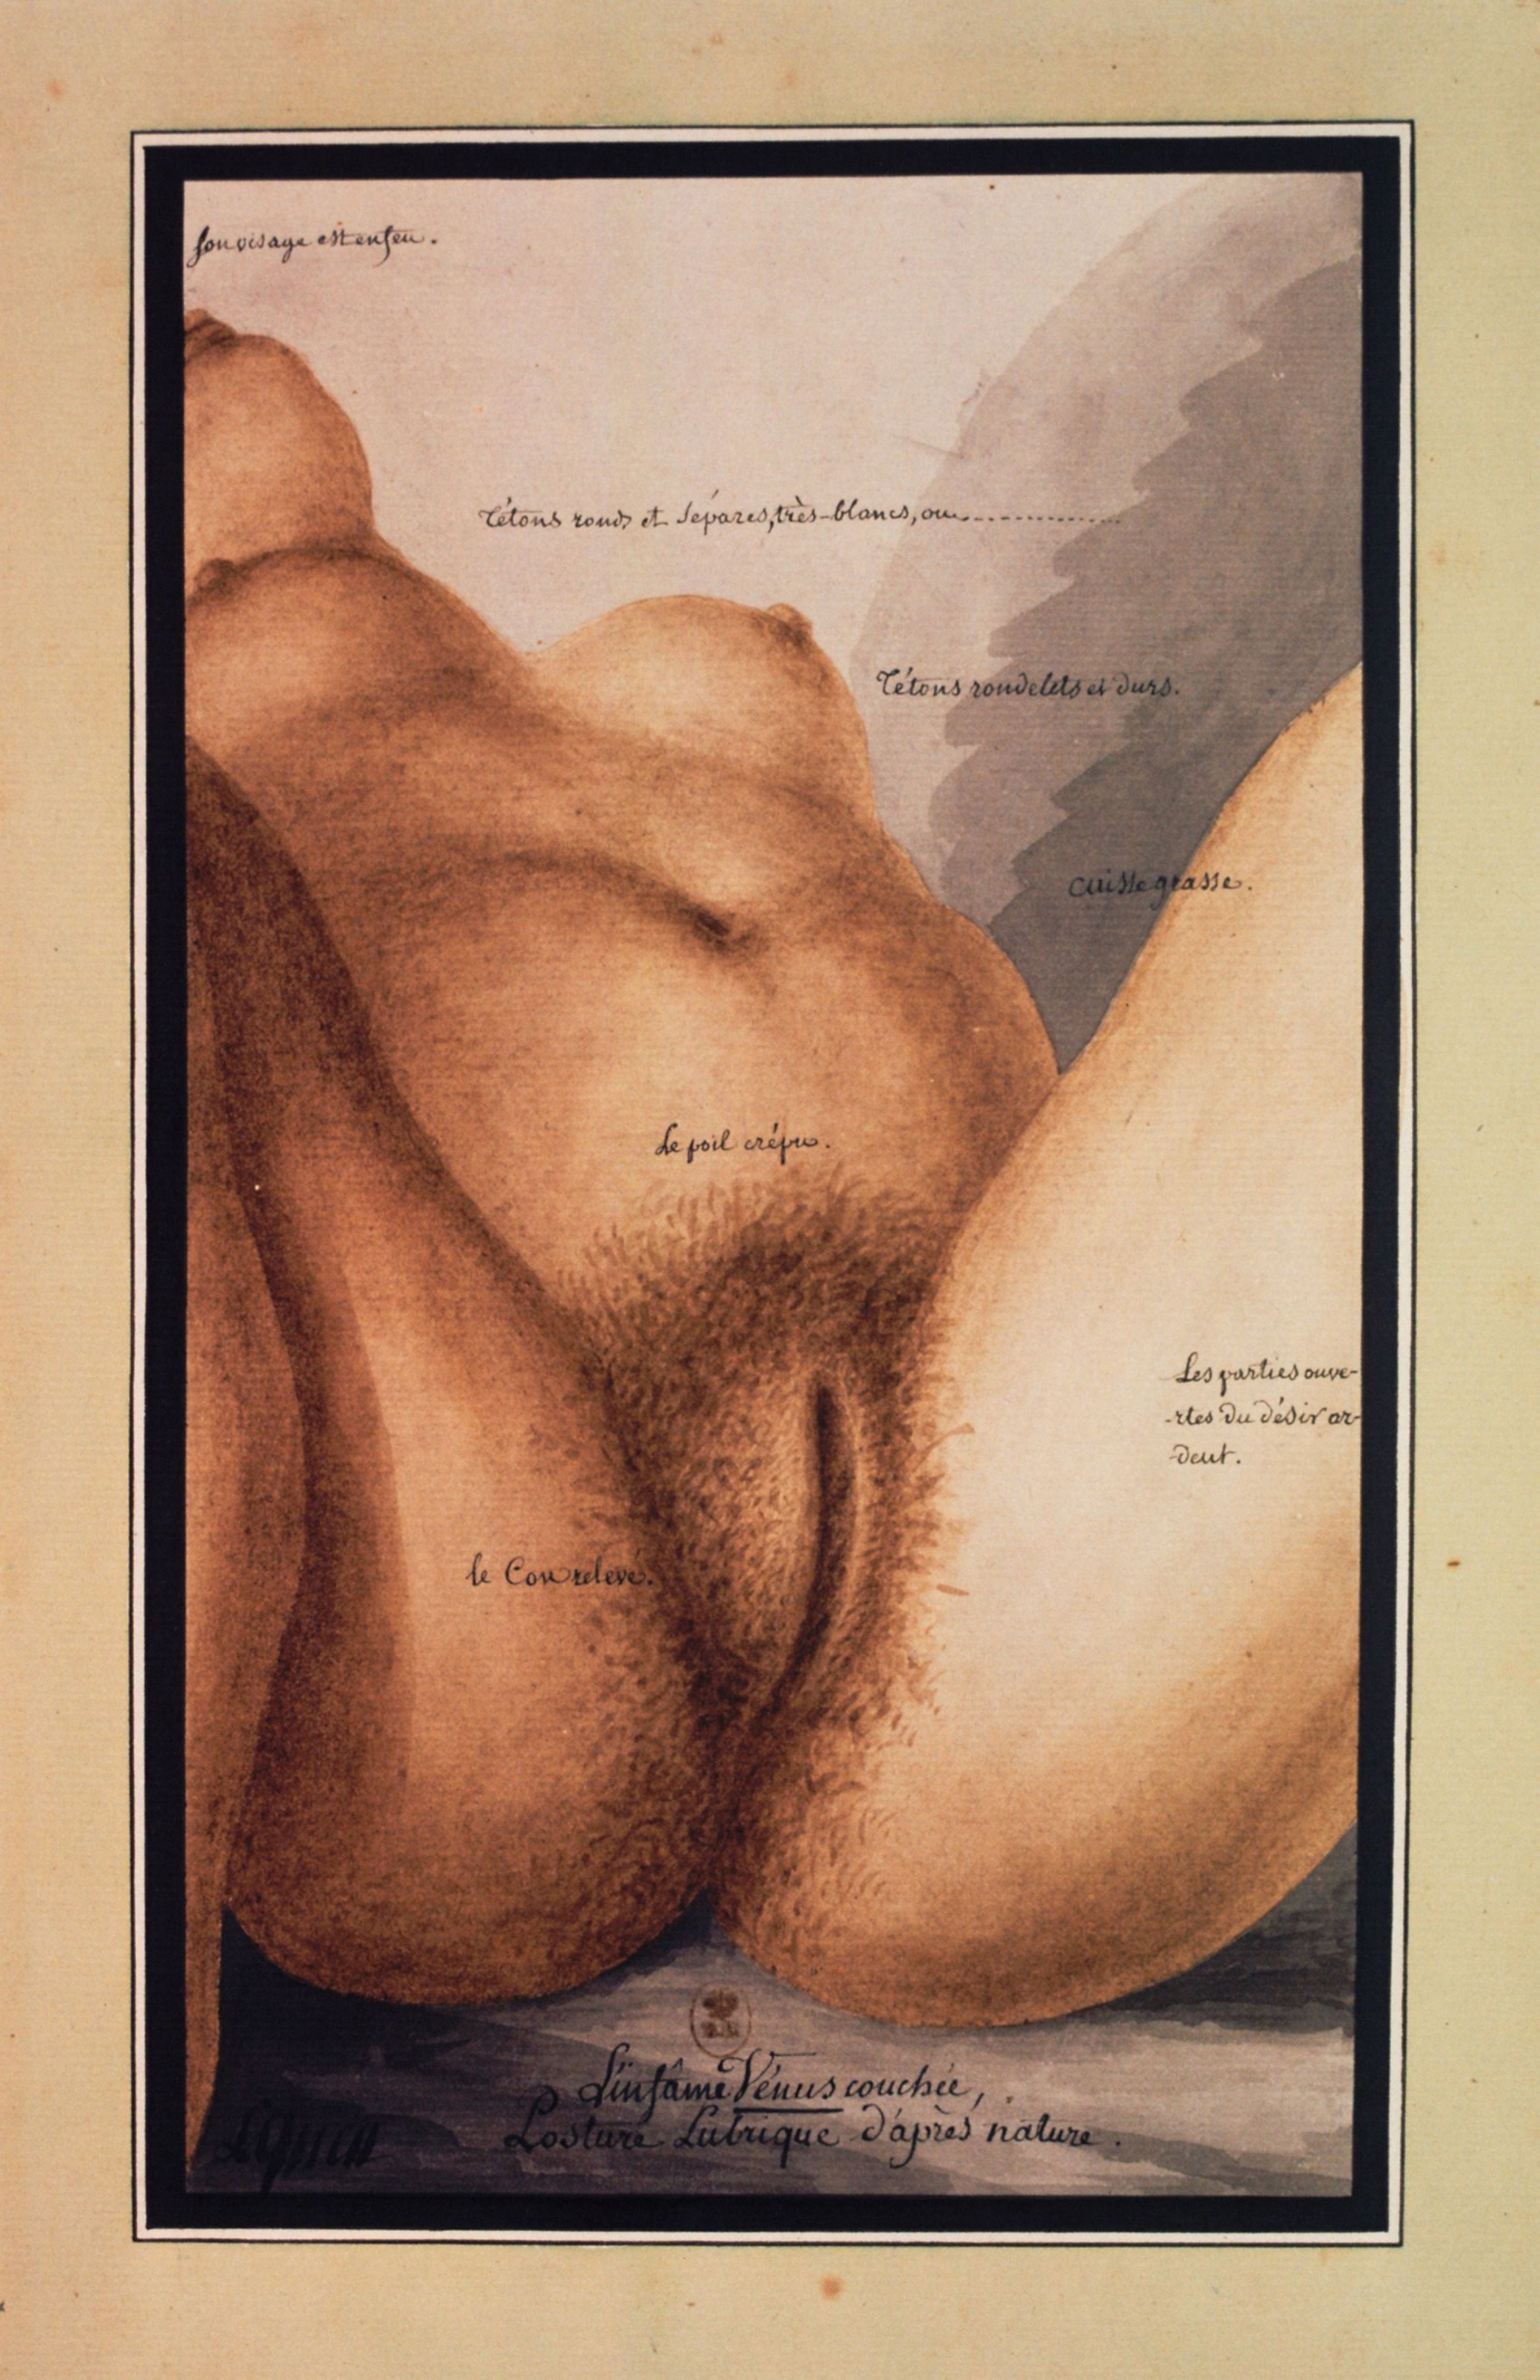 Son visage est en feu.
Tétons ronds et séparés, très-blancs, ou...............
Tétons rondelets et durs.
cuisse grasse.
Le poil crépu.
Les parties ouve-
-rtes du désir ar-
-dent.
le Con relevé.
L'infâme Vénus couchée,
Posture Lubrique d'après nature.